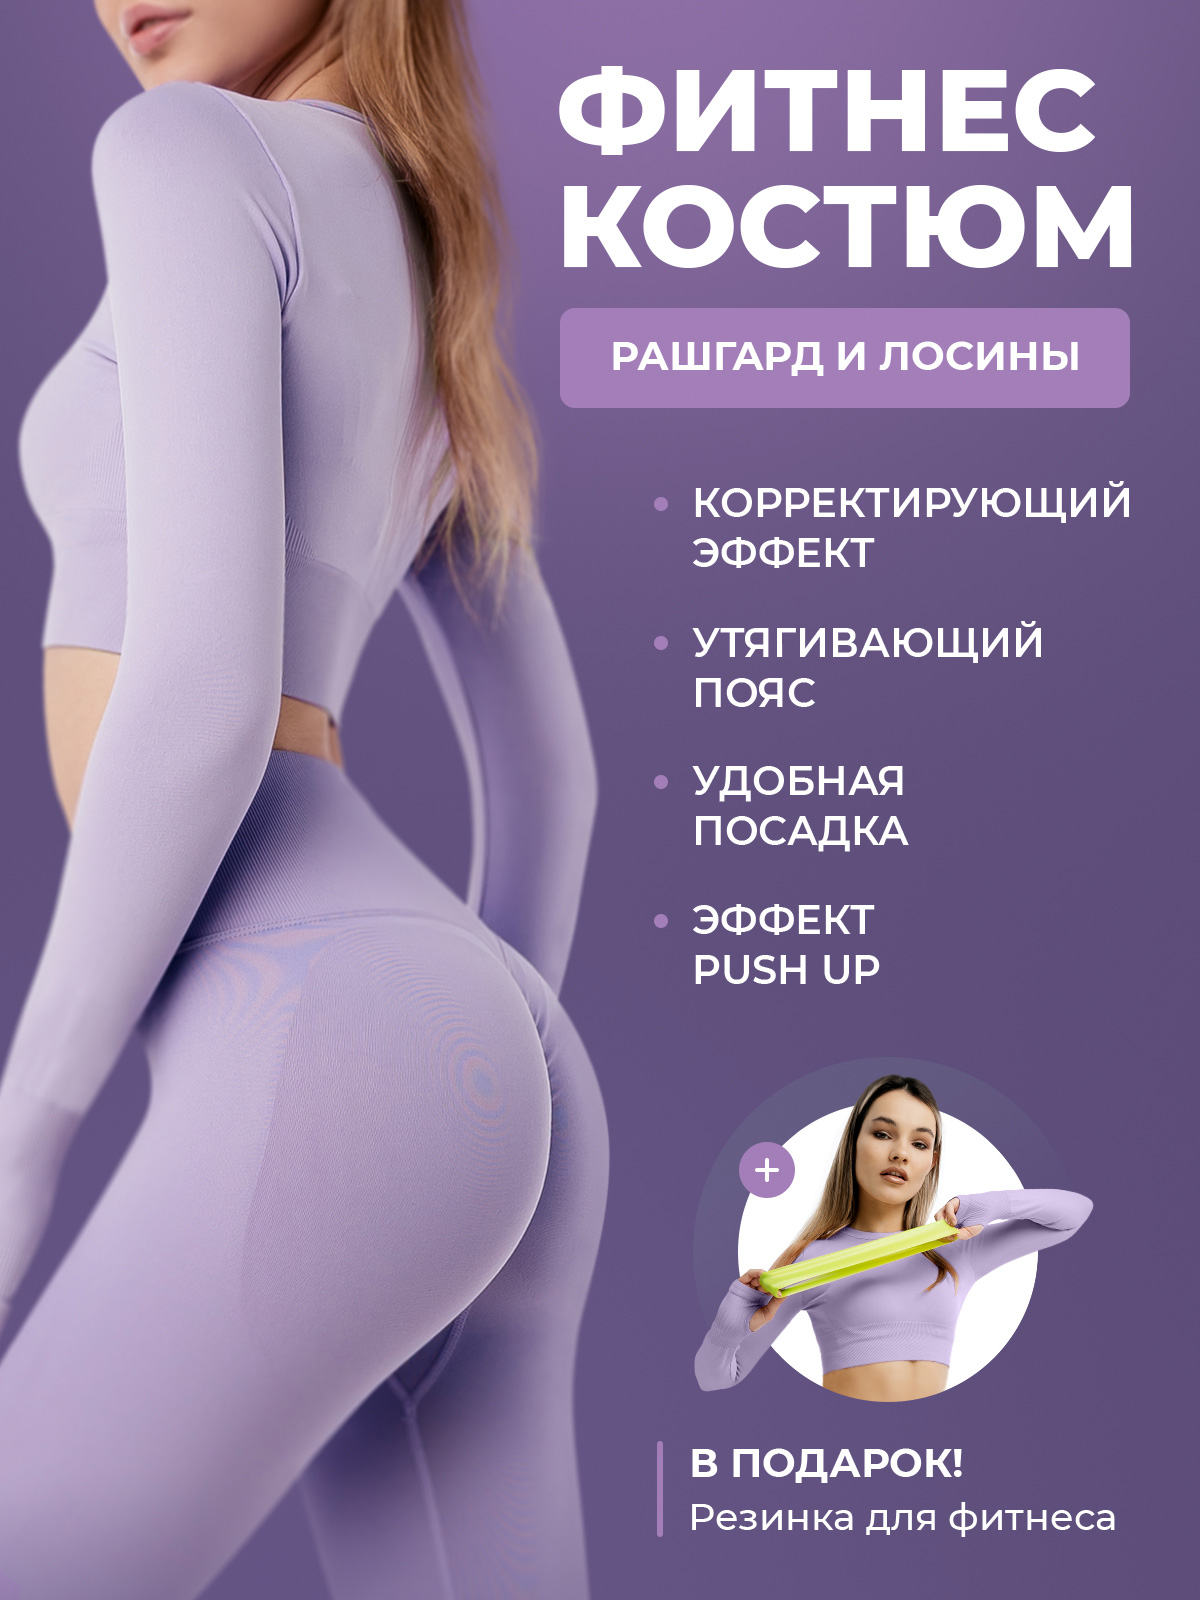 ФИТНЕС
КОСТЮМ
РАШГАРД И ЛОСИНЫ
КОРРЕКТИРУЮЩИЙ
ЭФФЕКТ
УТЯГИВАЮЩИЙ
ПОЯС
УДОБНАЯ
ПОСАДКА
ЭФФЕКТ
PUSH UP
+
В ПОДАРОК!
Резинка для фитнеса